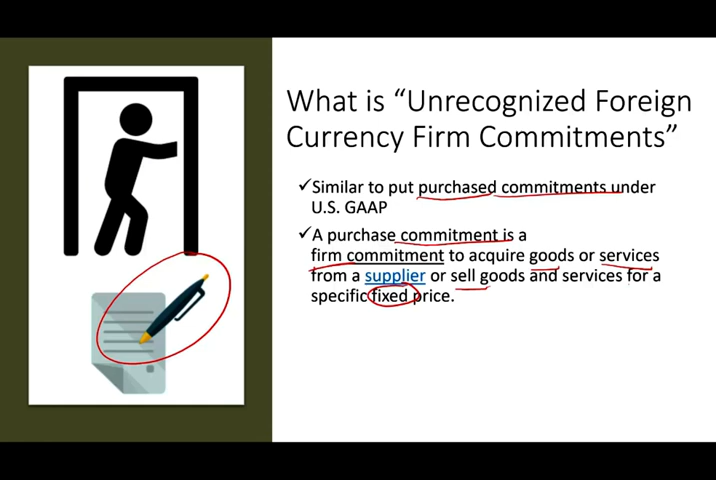 What is “Unrecognized Foreign
Currency Firm Commitments”
✓Similar to put purchased commitments under
U.S. GAAP
✓A purchase commitment is a
firm commitment to acquire goods or services
from a supplier or sell goods and services for a
specific fixed price.